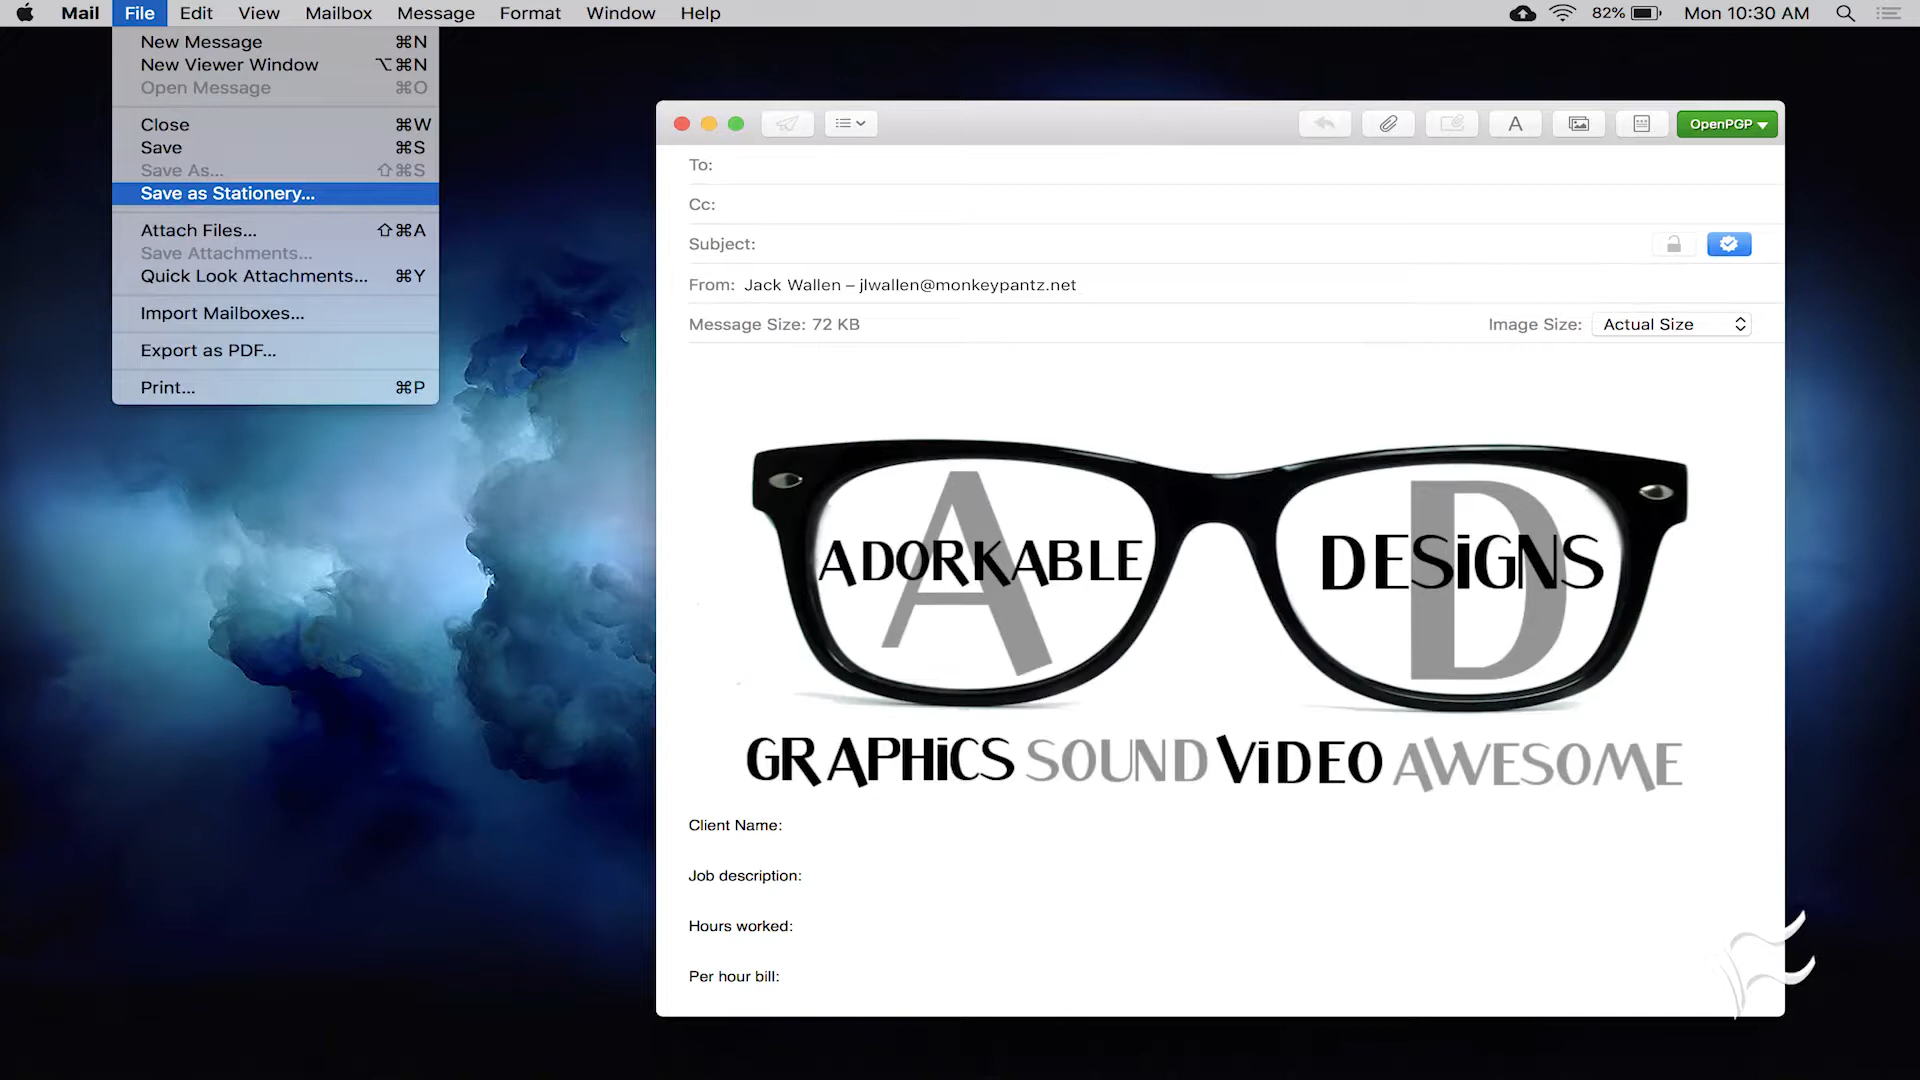 Mail File Edit View Mailbox Message Format Window Help 82% Mon 10:30 AM
New Message ⌘N
New Viewer Window ⌥⌘N
Open Message ⌘O
Close ⌘W
Save ⌘S
Save As... ⇧⌘S
Save as Stationery...
Attach Files... ⇧⌘A
Save Attachments...
Quick Look Attachments... ⌘Y
Import Mailboxes...
Export as PDF...
Print... ⌘P
A OpenPGP
To:
Cc:
Subject:
From: Jack Wallen – jlwallen@monkeypantz.net
Message Size: 72 KB Image Size: Actual Size
A D
ADORKABLE DESiGNS
GRAPHiCS SOUND ViDEO AWESOME
Client Name:
Job description:
Hours worked:
Per hour bill: